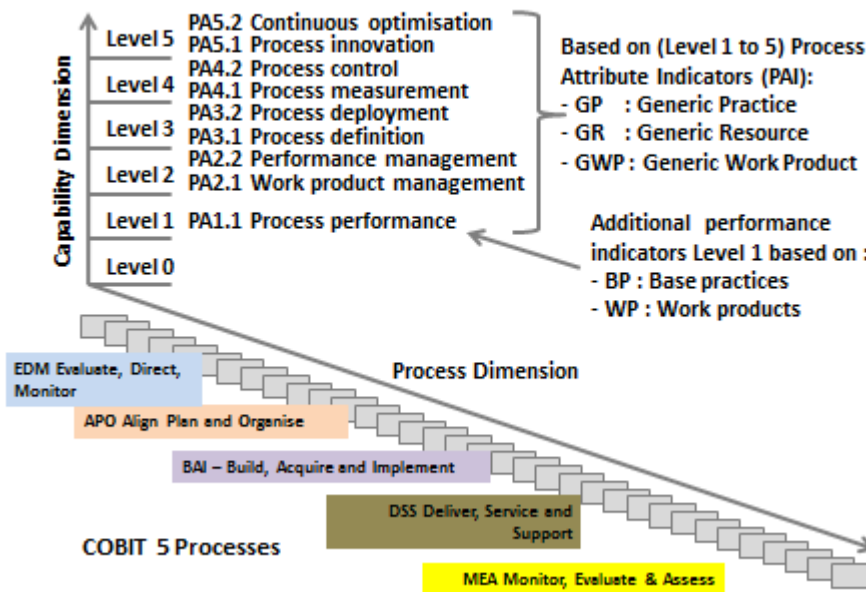 Capability Dimension
Level 5
PA5.2 Continuous optimisation
PA5.1 Process innovation
Level 4
PA4.2 Process control
PA4.1 Process measurement
Level 3
PA3.2 Process deployment
PA3.1 Process definition
Level 2
PA2.2 Performance management
PA2.1 Work product management
Level 1
PA1.1 Process performance
Level 0
Based on (Level 1 to 5) Process
Attribute Indicators (PAI):
- GP : Generic Practice
- GR : Generic Resource
- GWP : Generic Work Product
Additional performance
indicators Level 1 based on :
- BP : Base practices
- WP : Work products
Process Dimension
EDM Evaluate, Direct,
Monitor
APO Align Plan and Organise
BAI – Build, Acquire and Implement
DSS Deliver, Service and
Support
MEA Monitor, Evaluate & Assess
COBIT 5 Processes